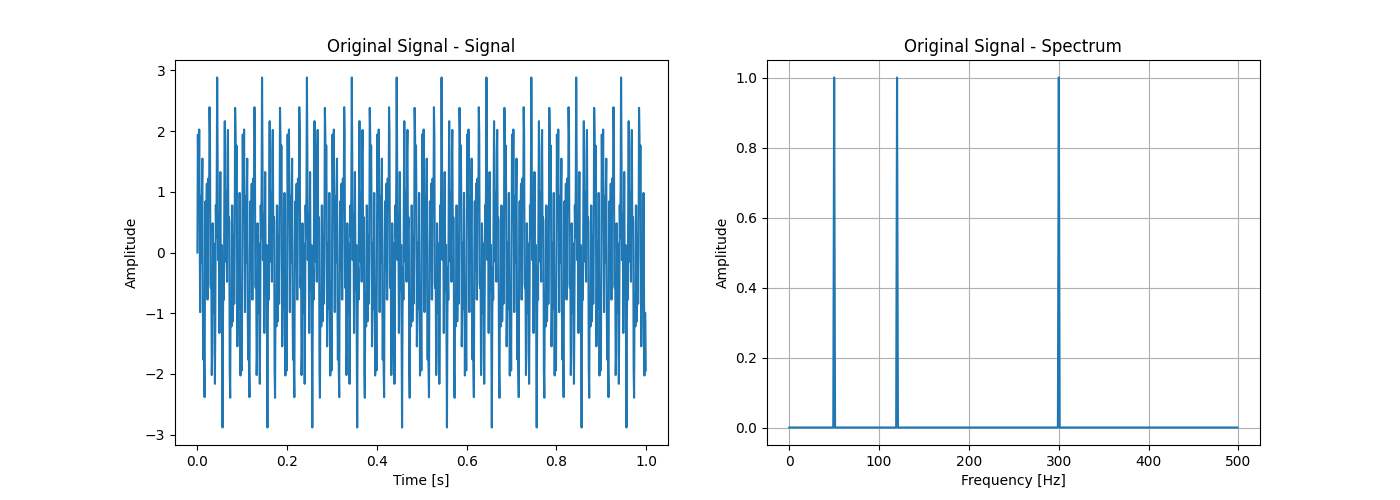 Original Signal - Signal
3
2
1
0
−1
−2
−3
Amplitude
0.0 0.2 0.4 0.6 0.8 1.0
Time [s]
Original Signal - Spectrum
1.0
0.8
0.6
0.4
0.2
0.0
Amplitude
0 100 200 300 400 500
Frequency [Hz]